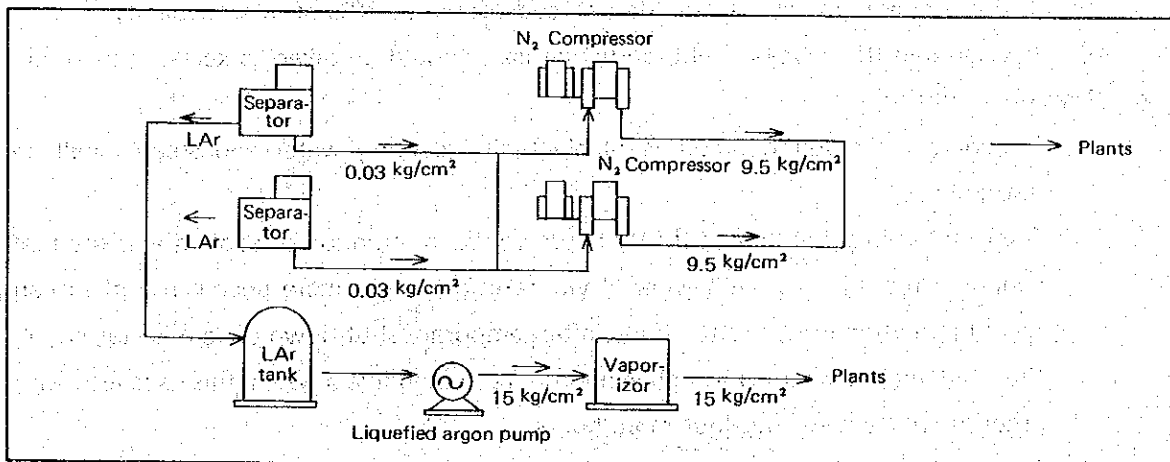 N₂ Compressor
Separa-
tor
LAr
0.03 kg/cm²
Plants
N₂ Compressor 9.5 kg/cm²
Separa-
tor
LAr
9.5 kg/cm²
0.03 kg/cm²
LAr
tank
Vapor-
izor
Plants
15 kg/cm²
15 kg/cm²
Liquefied argon pump